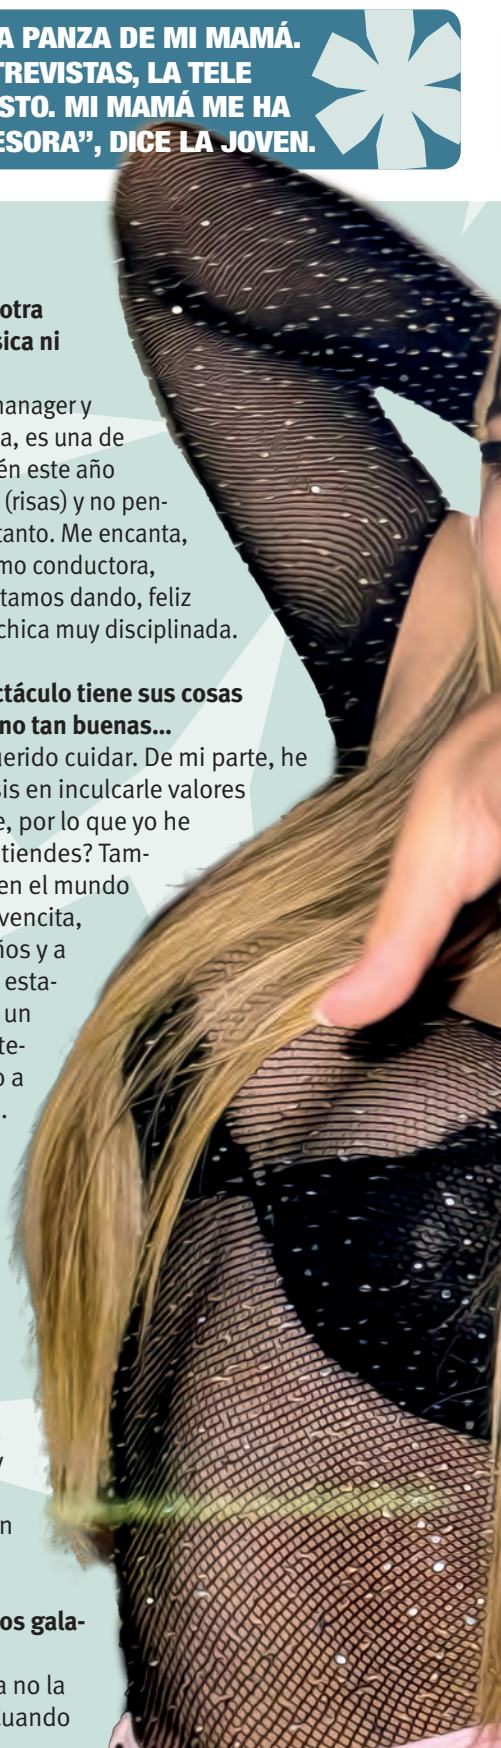 A PANZA DE MI MAMÁ.
TREVISTAS, LA TELE
STO. MI MAMÁ ME HA
ESORA”, DICE LA JOVEN.
otra
sica ni
manager y
a, es una de
én este año
(risas) y no pen-
tanto. Me encanta,
mo conductora,
tamos dando, feliz
chica muy disciplinada.
ctáculo tiene sus cosas
no tan buenas...
uerido cuidar. De mi parte, he
sis en inculcarle valores
e, por lo que yo he
tiendes? Tam-
en el mundo
vencita,
ños y a
esta-
un
te-
o a
.
y
n
os gala-
a no la
Cuando